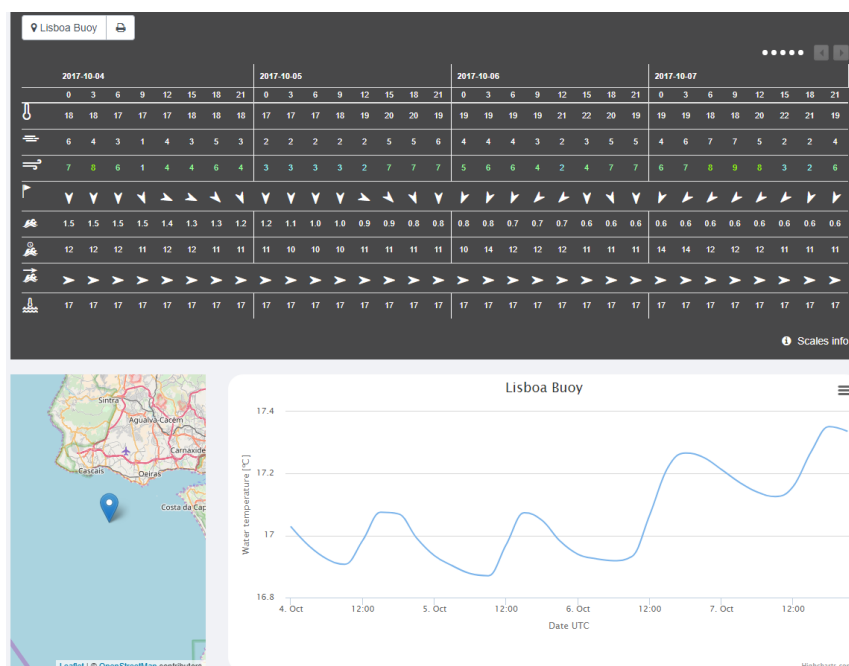 Lisboa Buoy
2017-10-04 2017-10-05 2017-10-06 2017-10-07
0 3 6 9 12 15 18 21 0 3 6 9 12 15 18 21 0 3 6 9 12 15 18 21 0 3 6 9 12 15 18 21
18 18 17 17 17 18 18 18 17 17 17 18 19 20 20 19 19 19 19 19 21 22 20 19 19 19 18 18 20 22 21 19
6 4 3 1 4 3 5 3 2 2 2 2 2 5 5 6 4 4 4 3 2 3 5 5 4 6 7 7 5 2 2 4
7 8 6 1 4 4 6 4 3 3 3 3 2 7 7 7 5 6 6 4 2 4 7 7 6 7 8 9 8 3 2 6
1.5 1.5 1.5 1.5 1.4 1.3 1.3 1.2 1.2 1.1 1.0 1.0 0.9 0.9 0.8 0.8 0.8 0.8 0.7 0.7 0.7 0.6 0.6 0.6 0.6 0.6 0.6 0.6 0.6 0.6 0.6 0.6
12 12 12 11 12 12 11 11 11 10 10 10 11 11 11 11 10 14 12 12 12 11 11 11 14 14 12 12 12 11 11 11
17 17 17 17 17 17 17 17 17 17 17 17 17 17 17 17 17 17 17 17 17 17 17 17 17 17 17 17 17 17 17 17
Scales info
Sintra
Agualva-Cacém
Carnaxide
Cascais
Oeiras
Costa da Cap
Leaflet | © OpenStreetMap contributors
Lisboa Buoy
17.4
17.2
17
16.8
Water temperature [°C]
4. Oct 12:00 5. Oct 12:00 6. Oct 12:00 7. Oct 12:00
Date UTC